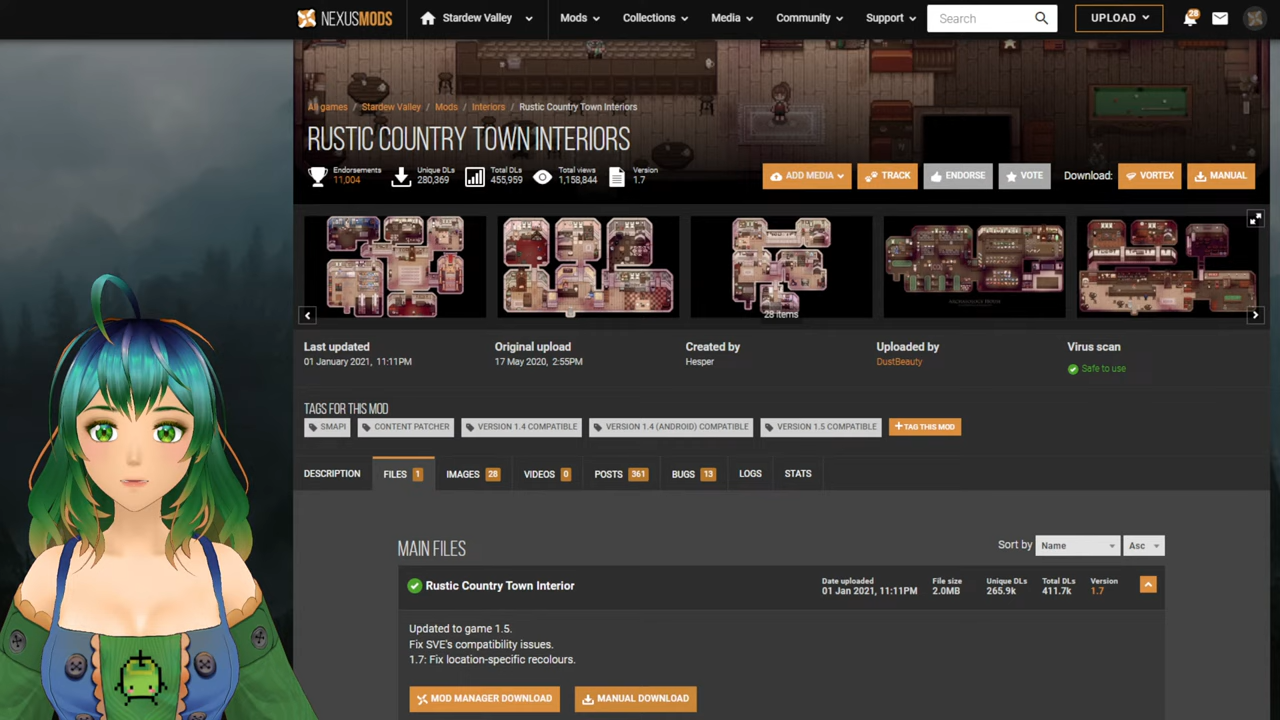 NEXUSMODS
Stardew Valley
Mods
Collections
Media
Community
Support
Search
UPLOAD
28
All games / Stardew Valley / Mods / Interiors / Rustic Country Town Interiors
RUSTIC COUNTRY TOWN INTERIORS
Endorsements
11,004
Unique DLs
280,369
Total DLs
455,959
Total views
1,158,844
Version
1.7
ADD MEDIA
TRACK
ENDORSE
VOTE
Download:
VORTEX
MANUAL
28 items
Last updated
01 January 2021, 11:11PM
Original upload
17 May 2020, 2:55PM
Created by
Hesper
Uploaded by
DustBeauty
Virus scan
Safe to use
TAGS FOR THIS MOD
SMAPI
CONTENT PATCHER
VERSION 1.4 COMPATIBLE
VERSION 1.4 (ANDROID) COMPATIBLE
VERSION 1.5 COMPATIBLE
+ TAG THIS MOD
DESCRIPTION
FILES 1
IMAGES 28
VIDEOS 0
POSTS 361
BUGS 13
LOGS
STATS
MAIN FILES
Sort by
Name
Asc
Rustic Country Town Interior
Date uploaded
01 Jan 2021, 11:11PM
File size
2.0MB
Unique DLs
265.9k
Total DLs
411.7k
Version
1.7
Updated to game 1.5.
Fix SVE's compatibility issues.
1.7: Fix location-specific recolours.
MOD MANAGER DOWNLOAD
MANUAL DOWNLOAD